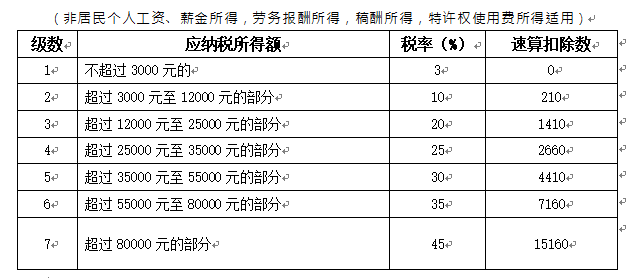 （非居民个人工资、薪金所得，劳务报酬所得，稿酬所得，特许权使用费所得适用）
级数 应纳税所得额 税率（%） 速算扣除数
1 不超过 3000 元的 3 0
2 超过 3000 元至 12000 元的部分 10 210
3 超过 12000 元至 25000 元的部分 20 1410
4 超过 25000 元至 35000 元的部分 25 2660
5 超过 35000 元至 55000 元的部分 30 4410
6 超过 55000 元至 80000 元的部分 35 7160
7 超过 80000 元的部分 45 15160